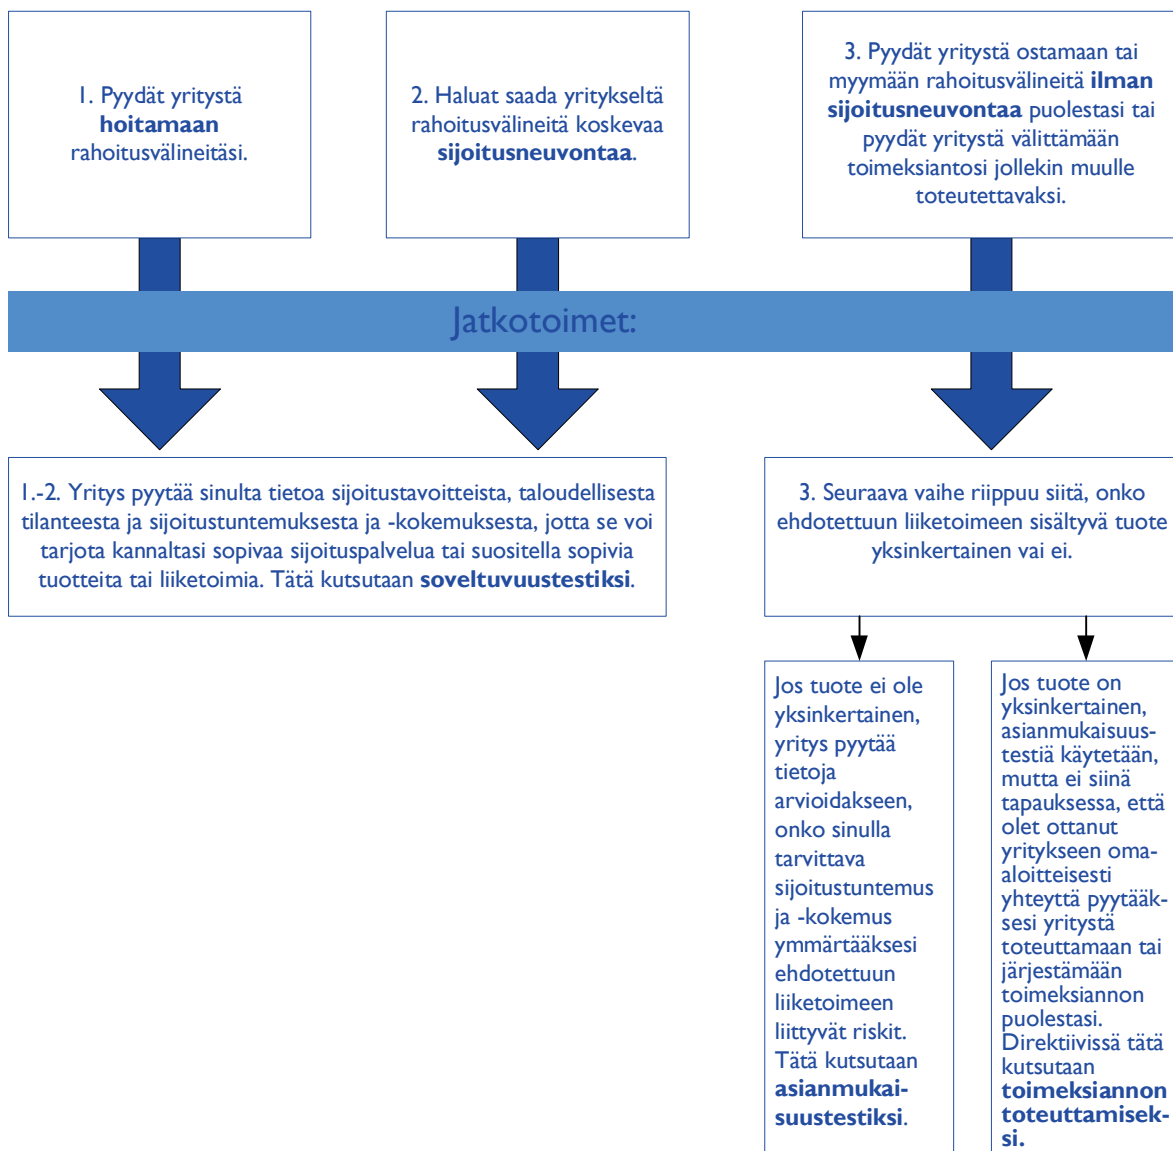 1. Pyydät yritystä
hoitamaan
rahoitusvälineitäsi.
2. Haluat saada yritykseltä
rahoitusvälineitä koskevaa
sijoitusneuvontaa.
3. Pyydät yritystä ostamaan tai
myymään rahoitusvälineitä ilman
sijoitusneuvontaa puolestasi tai
pyydät yritystä välittämään
toimeksiantosi jollekin muulle
toteutettavaksi.
Jatkotoimet:
1.-2. Yritys pyytää sinulta tietoa sijoitustavoitteista, taloudellisesta
tilanteesta ja sijoitustuntemuksesta ja -kokemuksesta, jotta se voi
tarjota kannaltasi sopivaa sijoituspalvelua tai suositella sopivia
tuotteita tai liiketoimia. Tätä kutsutaan soveltuvuustestiksi.
3. Seuraava vaihe riippuu siitä, onko
ehdotettuun liiketoimeen sisältyvä tuote
yksinkertainen vai ei.
Jos tuote ei ole
yksinkertainen,
yritys pyytää
tietoja
arvioidakseen,
onko sinulla
tarvittava
sijoitustuntemus
ja -kokemus
ymmärtääksesi
ehdotettuun
liiketoimeen
liittyvät riskit.
Tätä kutsutaan
asianmukai-
suustestiksi.
Jos tuote on
yksinkertainen,
asianmukaisuus-
testiä käytetään,
mutta ei siinä
tapauksessa, että
olet ottanut
yritykseen oma-
aloitteisesti
yhteyttä pyytääk-
sesi yritystä
toteuttamaan tai
järjestämään
toimeksiannon
puolestasi.
Direktiivissä tätä
kutsutaan
toimeksiannon
toteuttamisek-
si.